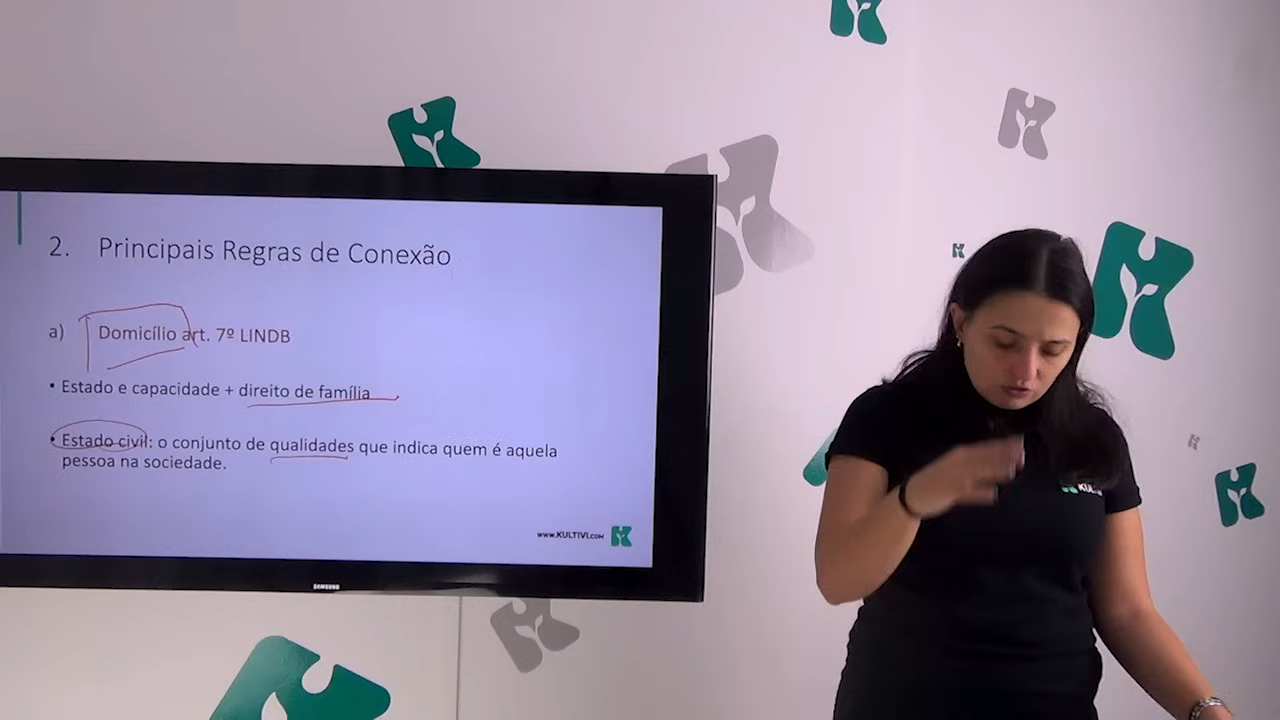 2. Principais Regras de Conexão
a) Domicílio art. 7º LINDB
• Estado e capacidade + direito de família
• Estado civil: o conjunto de qualidades que indica quem é aquela
pessoa na sociedade.
www.KULTIVI.com
SAMSUNG